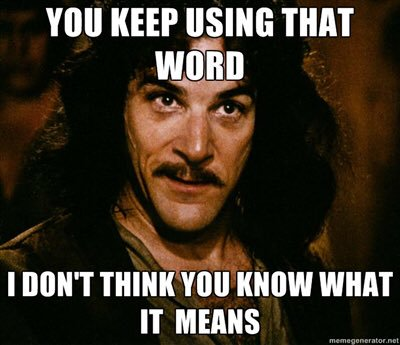 YOU KEEP USING THAT
WORD
I DON'T THINK YOU KNOW WHAT
IT MEANS
memegenerator.net